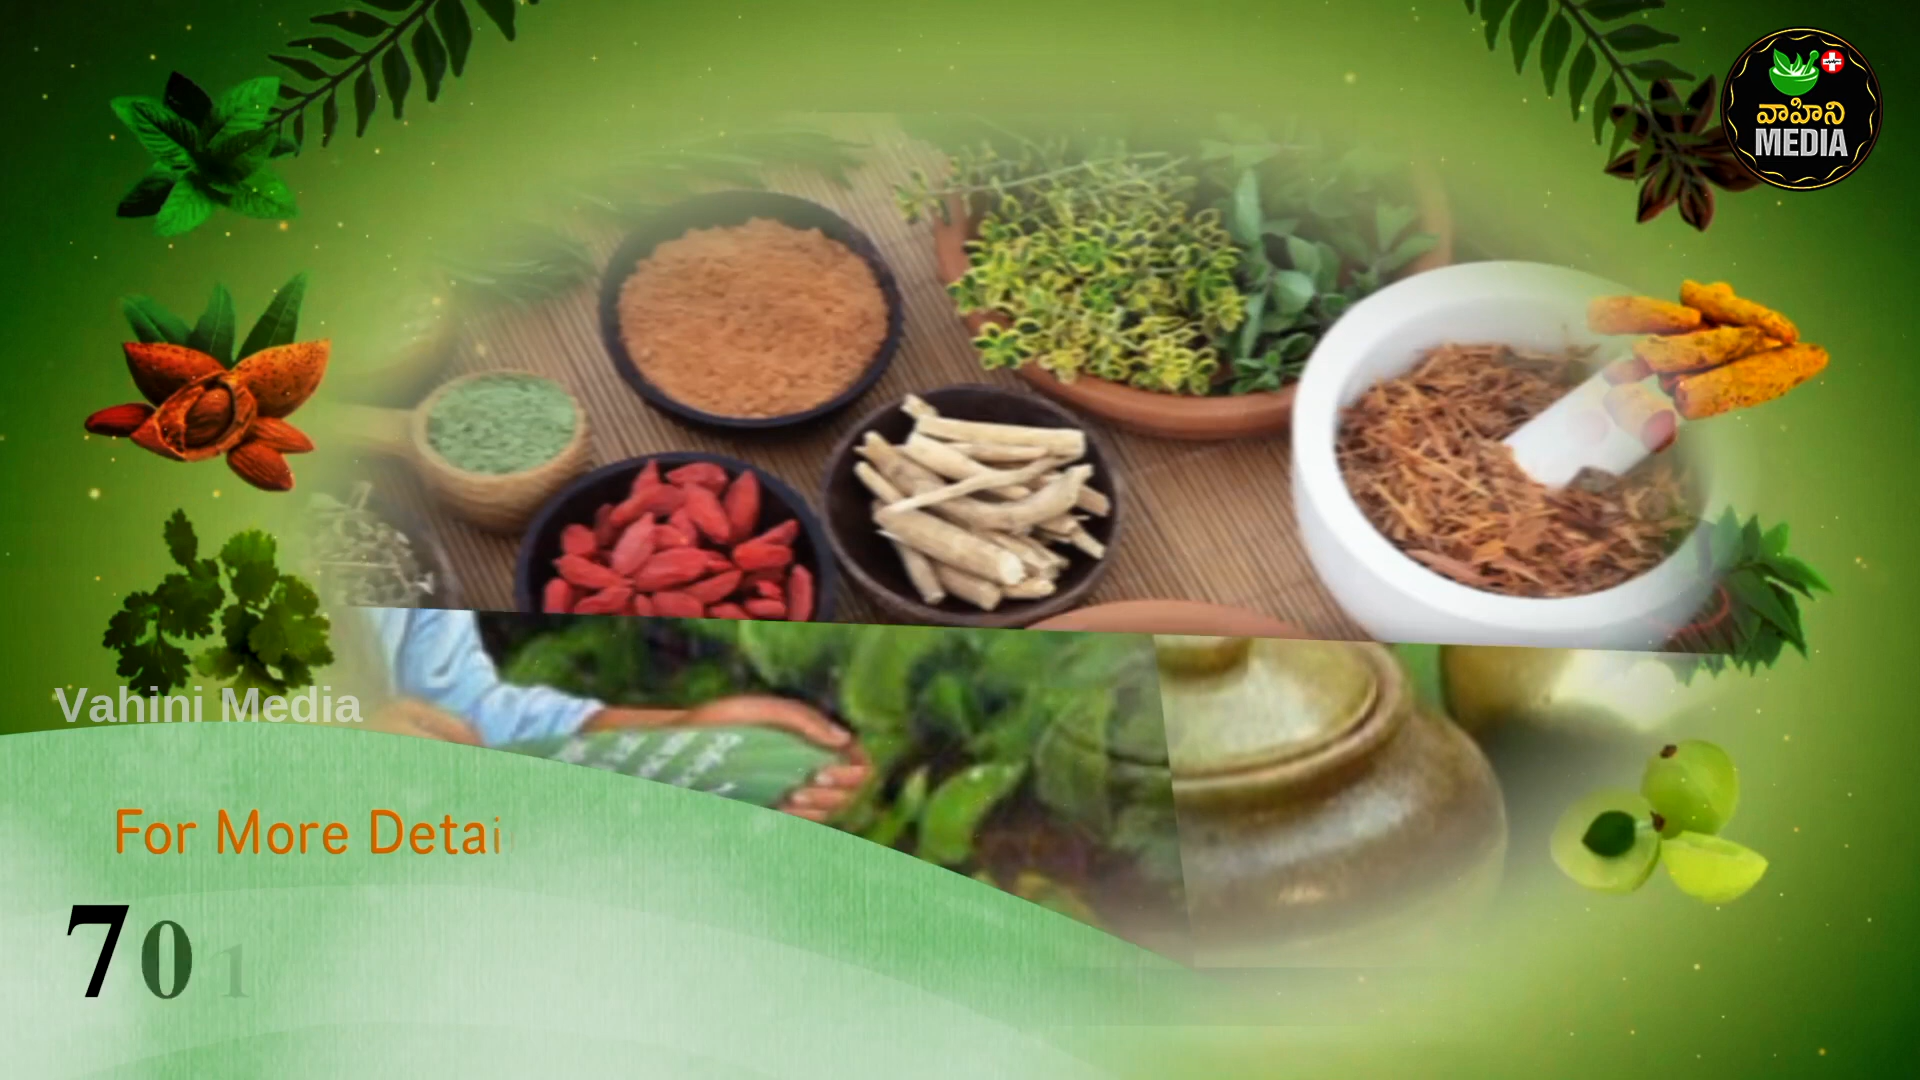 వాహిని
MEDIA
Vahini Media
For More Detai
701